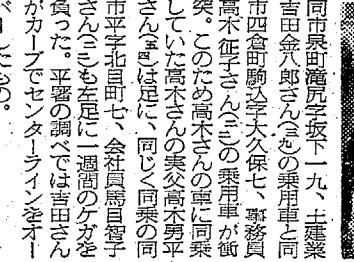 同市泉町滝尻字坂下一九、土建業
吉田金八郎さん(三九)の乗用車と同
市四倉町駒込字大久保七、事務員
高木征子さん(二二)の乗用車が衝
突。このため高木さんの車に同乗
していた高木さんの実父高木勇平
さん(五四)は足に、同じく同乗の同
市平字北目町七、会社員馬目智子
さん(二二)も左足に一週間のケガを
負った。平署の調べでは吉田さん
がカーブでセンターラインをオー
バーしたもの。